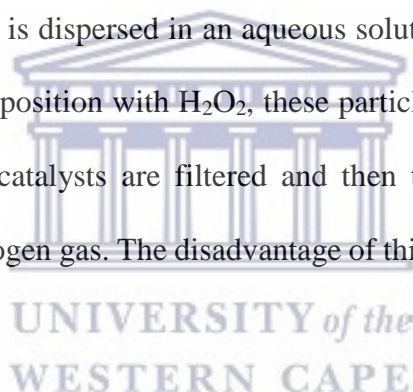 is dispersed in an aqueous solut
position with H₂O₂, these particl
catalysts are filtered and then t
ogen gas. The disadvantage of thi
UNIVERSITY of the
WESTERN CAPE